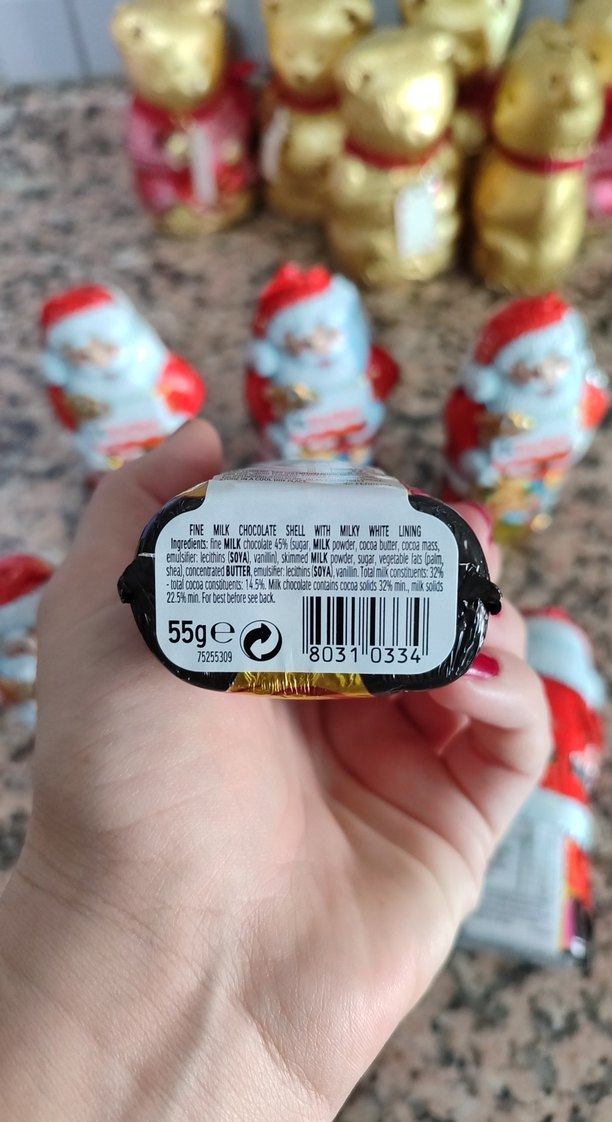 FINE MILK CHOCOLATE SHELL WITH MILKY WHITE LINING
Ingredients: fine MILK chocolate 45% (sugar, MILK powder, cocoa butter, cocoa mass,
emulsifier: lecithins (SOYA), vanillin), skimmed MILK powder, sugar, vegetable fats (palm,
shea), concentrated BUTTER, emulsifier: lecithins (SOYA), vanillin. Total milk constituents: 32%
- total cocoa constituents: 14.5%. Milk chocolate contains cocoa solids 32% min., milk solids
22.5% min. For best before see back.
55g℮
75255309
8031 0334